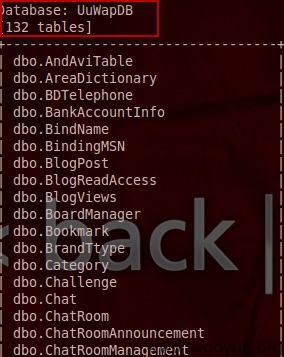 Database: UuWapDB
[132 tables]
+--------------------------------+
| dbo.AndAviTable
| dbo.AreaDictionary
| dbo.BDTelephone
| dbo.BankAccountInfo
| dbo.BindName
| dbo.BindingMSN
| dbo.BlogPost
| dbo.BlogReadAccess
| dbo.BlogViews
| dbo.BoardManager
| dbo.Bookmark
| dbo.BrandTtype
| dbo.Category
| dbo.Challenge
| dbo.Chat
| dbo.ChatRoom
| dbo.ChatRoomAnnouncement
| dbo.ChatRoomManagement
back |